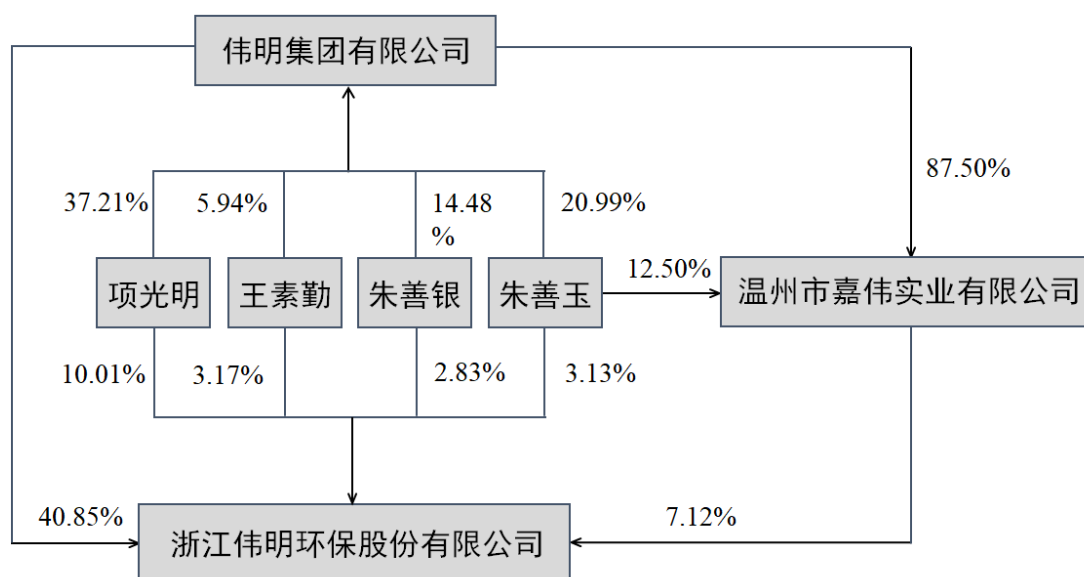 伟明集团有限公司
87.50%
37.21%
5.94%
14.48
%
20.99%
项光明
王素勤
朱善银
朱善玉
12.50%
温州市嘉伟实业有限公司
10.01%
3.17%
2.83%
3.13%
40.85%
7.12%
浙江伟明环保股份有限公司